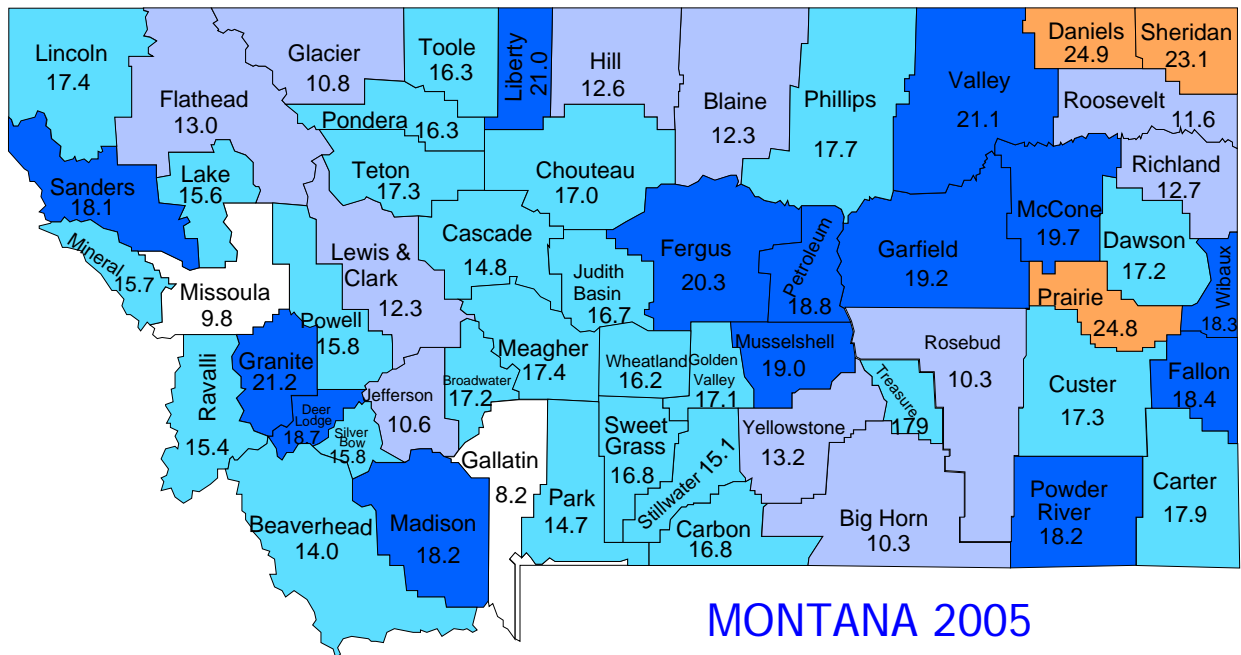 Lincoln
17.4
Glacier
10.8
Toole
16.3
Liberty
21.0
Hill
12.6
Blaine
12.3
Phillips
17.7
Valley
21.1
Daniels
24.9
Sheridan
23.1
Roosevelt
11.6
Flathead
13.0
Pondera
16.3
Teton
17.3
Chouteau
17.0
Richland
12.7
Sanders
18.1
Lake
15.6
McCone
19.7
Dawson
17.2
Mineral
15.7
Missoula
9.8
Lewis &
Clark
12.3
Cascade
14.8
Judith
Basin
16.7
Fergus
20.3
Petroleum
18.8
Garfield
19.2
Prairie
24.8
Wibaux
18.3
Powell
15.8
Granite
21.2
Ravalli
15.4
Deer
Lodge
18.7
Silver
Bow
15.8
Jefferson
10.6
Broadwater
17.2
Meagher
17.4
Wheatland
16.2
Golden
Valley
17.1
Musselshell
19.0
Rosebud
10.3
Treasure
179
Custer
17.3
Fallon
18.4
Gallatin
8.2
Sweet
Grass
16.8
Stillwater 15.1
Yellowstone
13.2
Beaverhead
14.0
Madison
18.2
Park
14.7
Carbon
16.8
Big Horn
10.3
Powder
River
18.2
Carter
17.9
MONTANA 2005